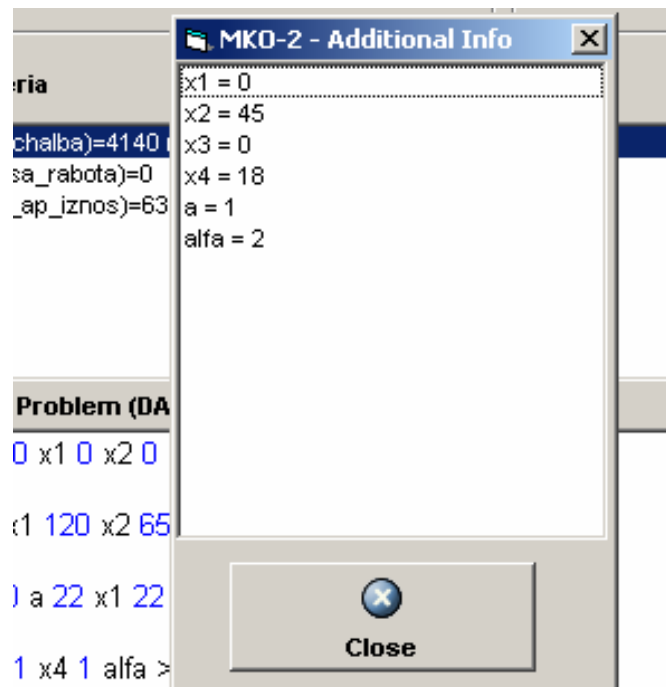 MKO-2 - Additional Info
eria
x1 = 0
x2 = 45
chalba)=4140
x3 = 0
sa_rabota)=0
x4 = 18
_ap_iznos)=63
a = 1
alfa = 2
Problem (DA
0 x1 0 x2 0
x1 120 x2 65
0 a 22 x1 22
1 x4 1 alfa >
Close